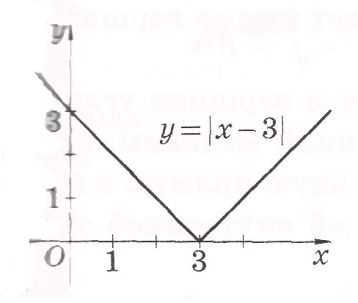 y
3
y = |x − 3|
1
O 1 3 x